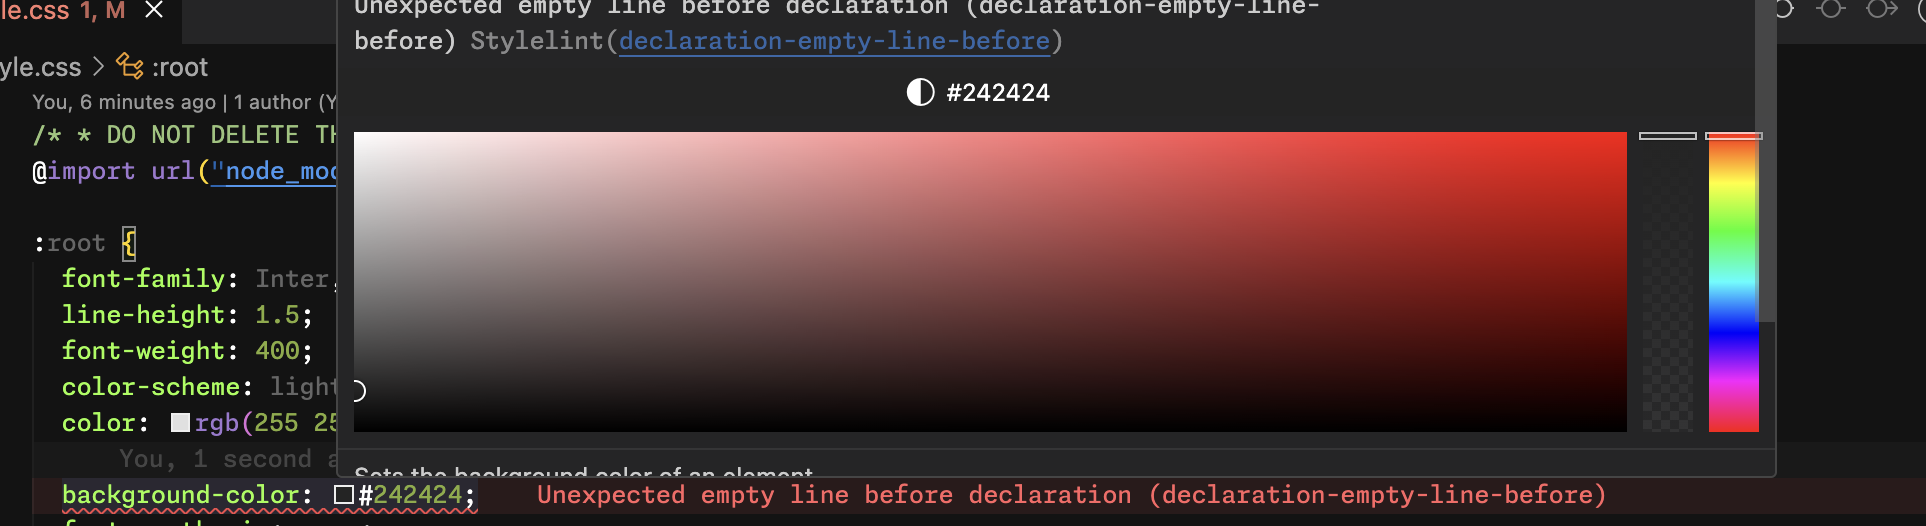 le.css 1, M
Unexpected empty line before declaration (declaration-empty-line-
before) Stylelint(declaration-empty-line-before)
yle.css > :root
#242424
You, 6 minutes ago | 1 author (Y
/* * DO NOT DELETE TH
@import url("node_mod
:root {
font-family: Inter,
line-height: 1.5;
font-weight: 400;
color-scheme: light
color: rgb(255 25
You, 1 second a
Sets the background color of an element
background-color: #242424; Unexpected empty line before declaration (declaration-empty-line-before)